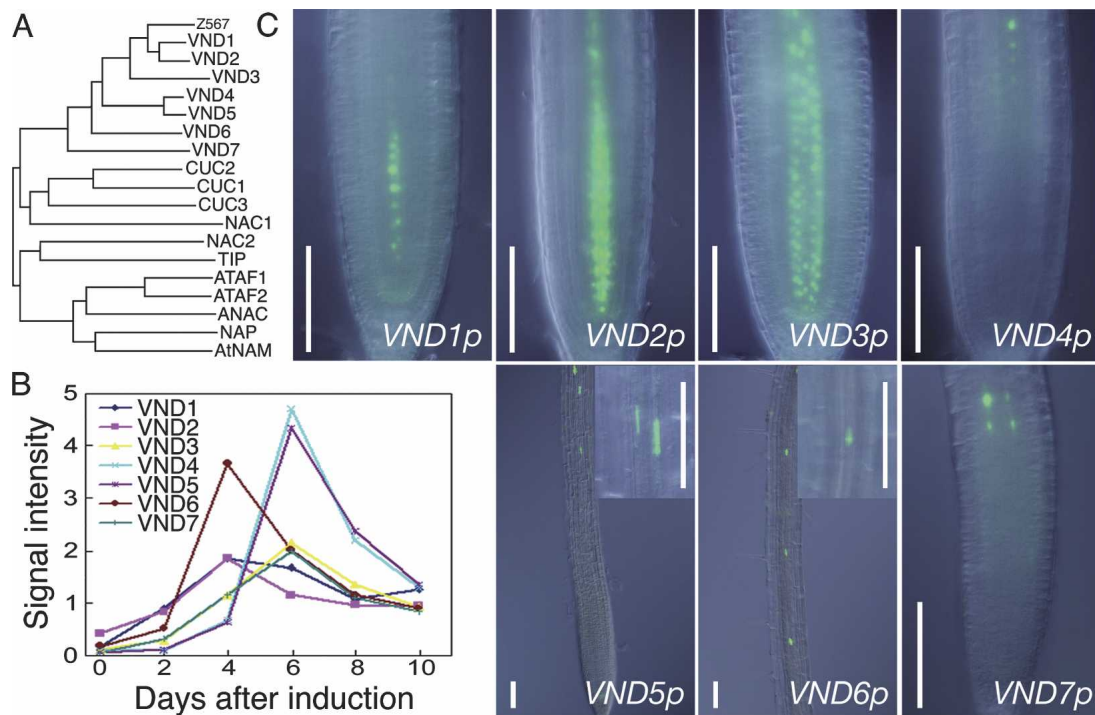 A
Z567
VND1
VND2
VND3
VND4
VND5
VND6
VND7
CUC2
CUC1
CUC3
NAC1
NAC2
TIP
ATAF1
ATAF2
ANAC
NAP
AtNAM
B
Signal intensity
5
4
3
2
1
0
VND1
VND2
VND3
VND4
VND5
VND6
VND7
0 2 4 6 8 10
Days after induction
C
VND1p
VND2p
VND3p
VND4p
VND5p
VND6p
VND7p